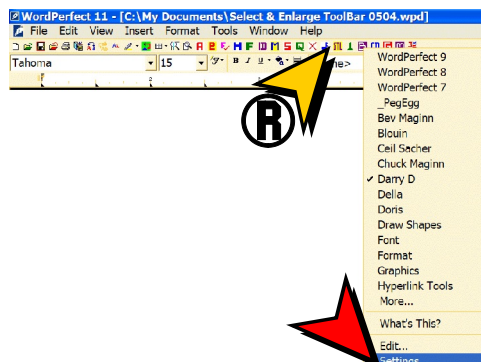 WordPerfect 11 - [C:\My Documents\Select & Enlarge ToolBar 0504.wpd]
File Edit View Insert Format Tools Window Help
Tahoma 15
WordPerfect 9
WordPerfect 8
WordPerfect 7
_PegEgg
Bev Maginn
Blouin
Ceil Sacher
Chuck Maginn
Darry D
Della
Doris
Draw Shapes
Font
Format
Graphics
Hyperlink Tools
More...
What's This?
Edit...
Settings
®